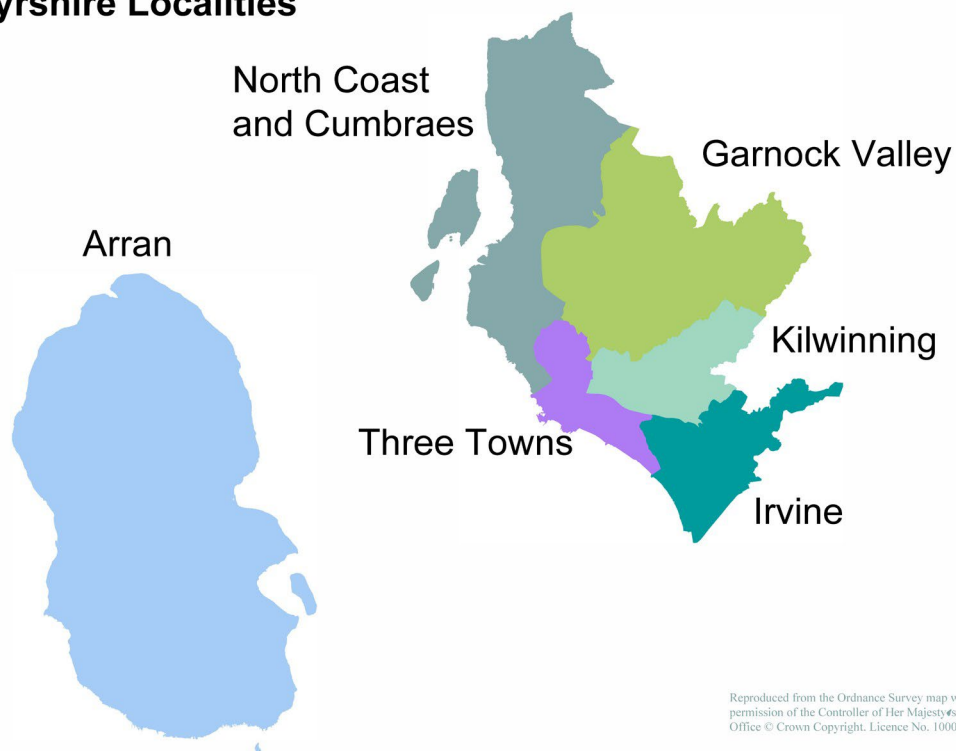 yrshire Localities
North Coast
and Cumbraes
Garnock Valley
Arran
Kilwinning
Three Towns
Irvine
Reproduced from the Ordnance Survey map w
permission of the Controller of Her Majesty's
Office © Crown Copyright. Licence No. 1000